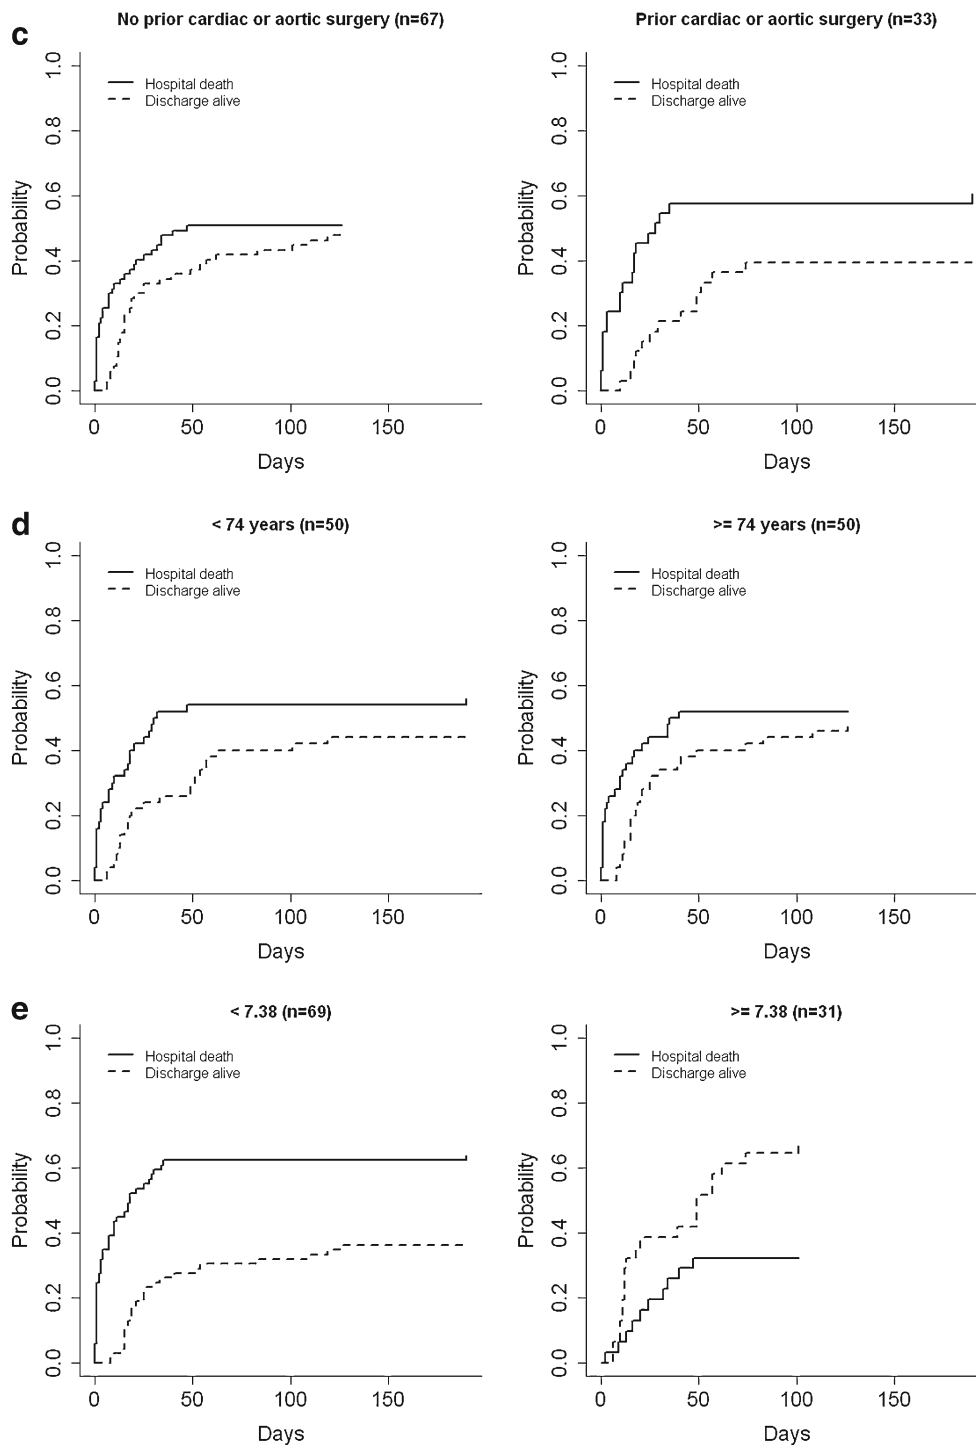 c
No prior cardiac or aortic surgery (n=67)
Probability
0.0 0.2 0.4 0.6 0.8 1.0
Hospital death
Discharge alive
0 50 100 150
Days
Prior cardiac or aortic surgery (n=33)
Probability
0.0 0.2 0.4 0.6 0.8 1.0
Hospital death
Discharge alive
0 50 100 150
Days
d
< 74 years (n=50)
Probability
0.0 0.2 0.4 0.6 0.8 1.0
Hospital death
Discharge alive
0 50 100 150
Days
>= 74 years (n=50)
Probability
0.0 0.2 0.4 0.6 0.8 1.0
Hospital death
Discharge alive
0 50 100 150
Days
e
< 7.38 (n=69)
Probability
0.0 0.2 0.4 0.6 0.8 1.0
Hospital death
Discharge alive
0 50 100 150
Days
>= 7.38 (n=31)
Probability
0.0 0.2 0.4 0.6 0.8 1.0
Hospital death
Discharge alive
0 50 100 150
Days